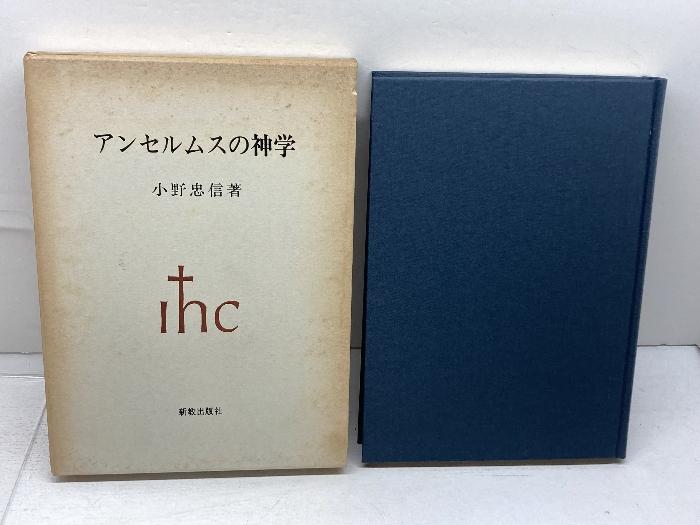 アンセルムスの神学
小野忠信著
ihc
新教出版社